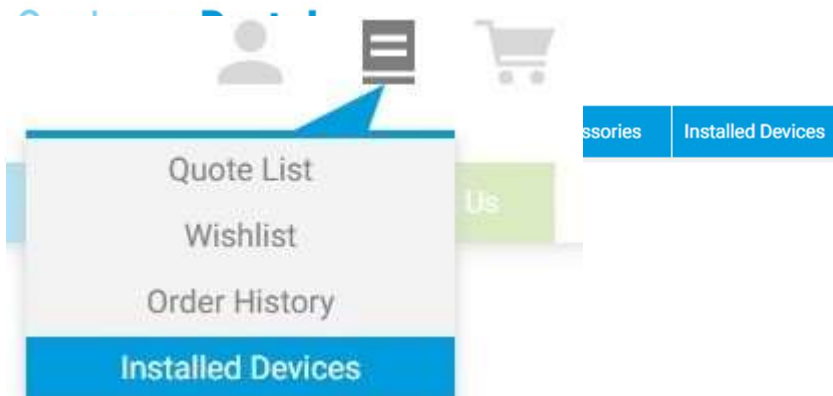 ssories
Installed Devices
Quote List
Us
Wishlist
Order History
Installed Devices